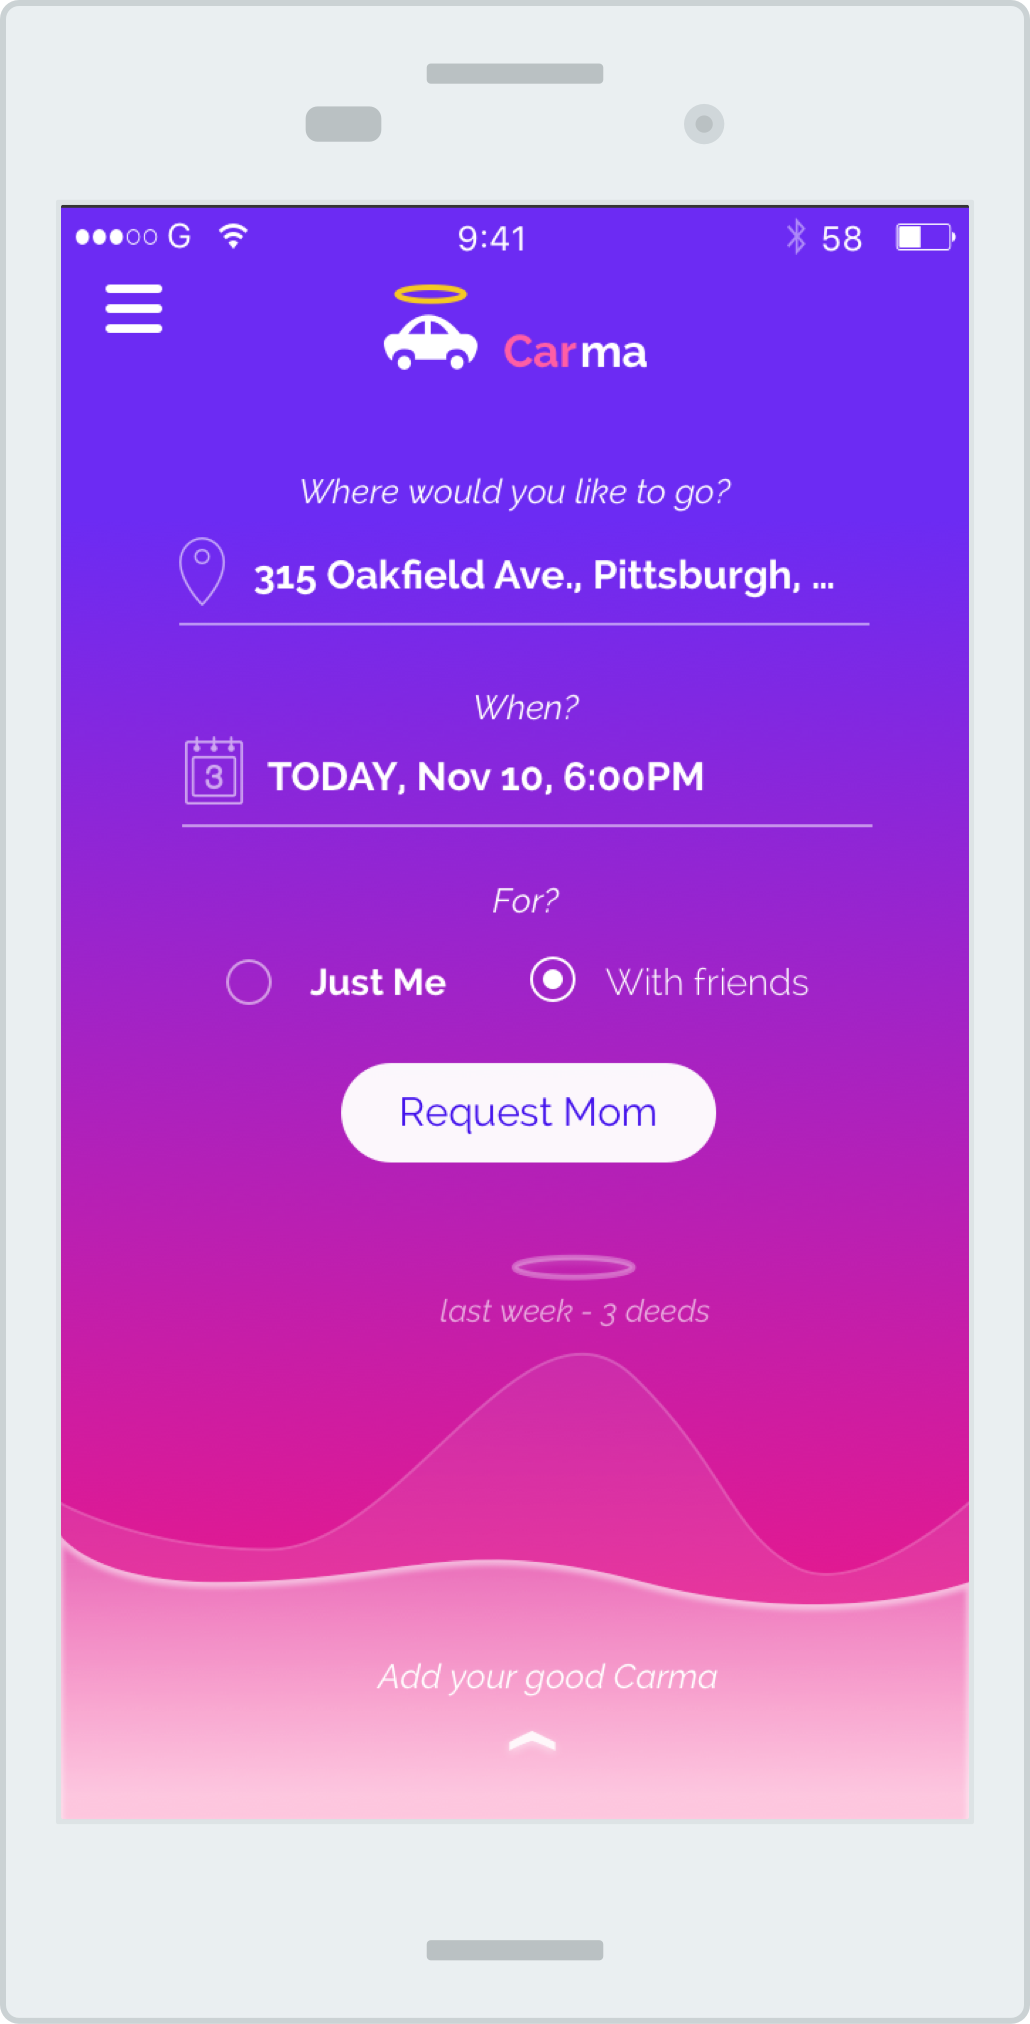 G 9:41 58
Carma
Where would you like to go?
315 Oakfield Ave., Pittsburgh, ...
When?
3 TODAY, Nov 10, 6:00PM
For?
Just Me With friends
Request Mom
last week - 3 deeds
Add your good Carma